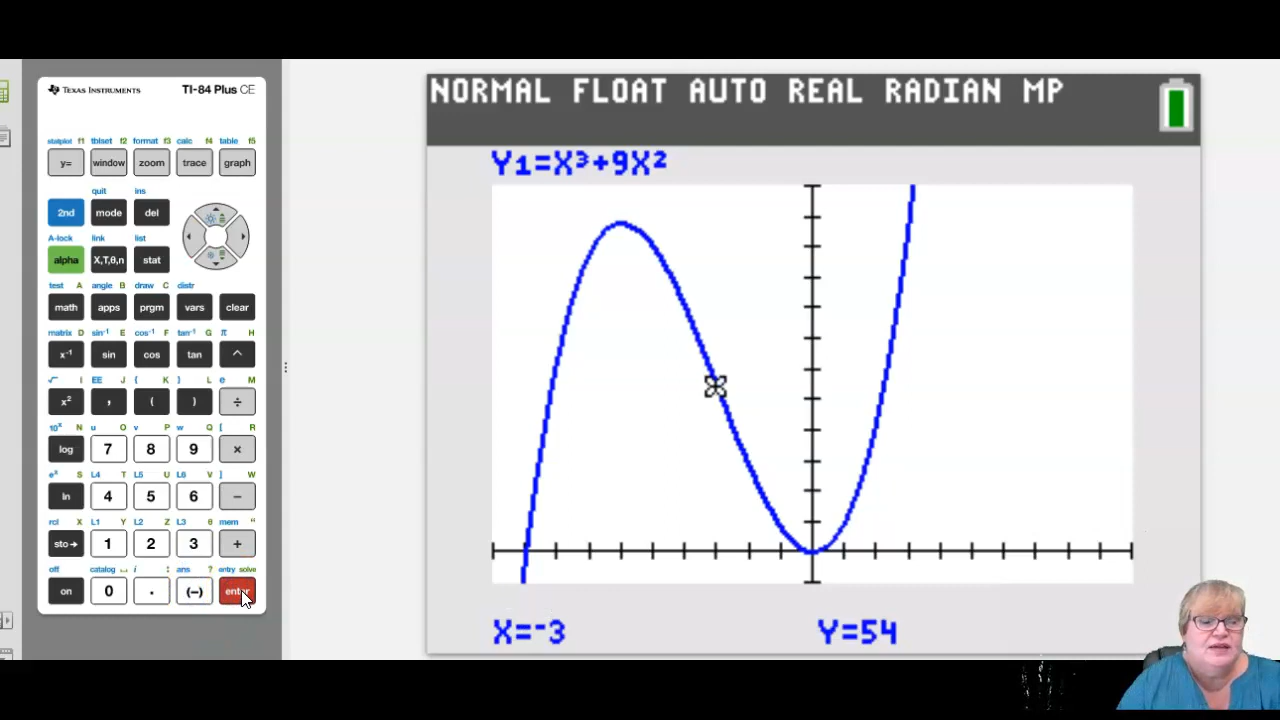 TEXAS INSTRUMENTS TI-84 Plus CE
statplot f1 tblset f2 format f3 calc f4 table f5
y= window zoom trace graph
quit ins
2nd mode del
A-lock link list
alpha X,T,θ,n stat
test A angle B draw C distr
math apps prgm vars clear
matrix D sin⁻¹ E cos⁻¹ F tan⁻¹ G π H
x⁻¹ sin cos tan ^
√ I EE J { K } L e M
x² , ( ) ÷
10ˣ N u O v P w Q [ R
log 7 8 9 ×
eˣ S L4 T L5 U L6 V ] W
ln 4 5 6 −
rcl X L1 Y L2 Z L3 θ mem "
sto→ 1 2 3 +
off catalog i : ans ? entry solve
on 0 . (−) enter
NORMAL FLOAT AUTO REAL RADIAN MP
Y1=X³+9X²
X=-3 Y=54